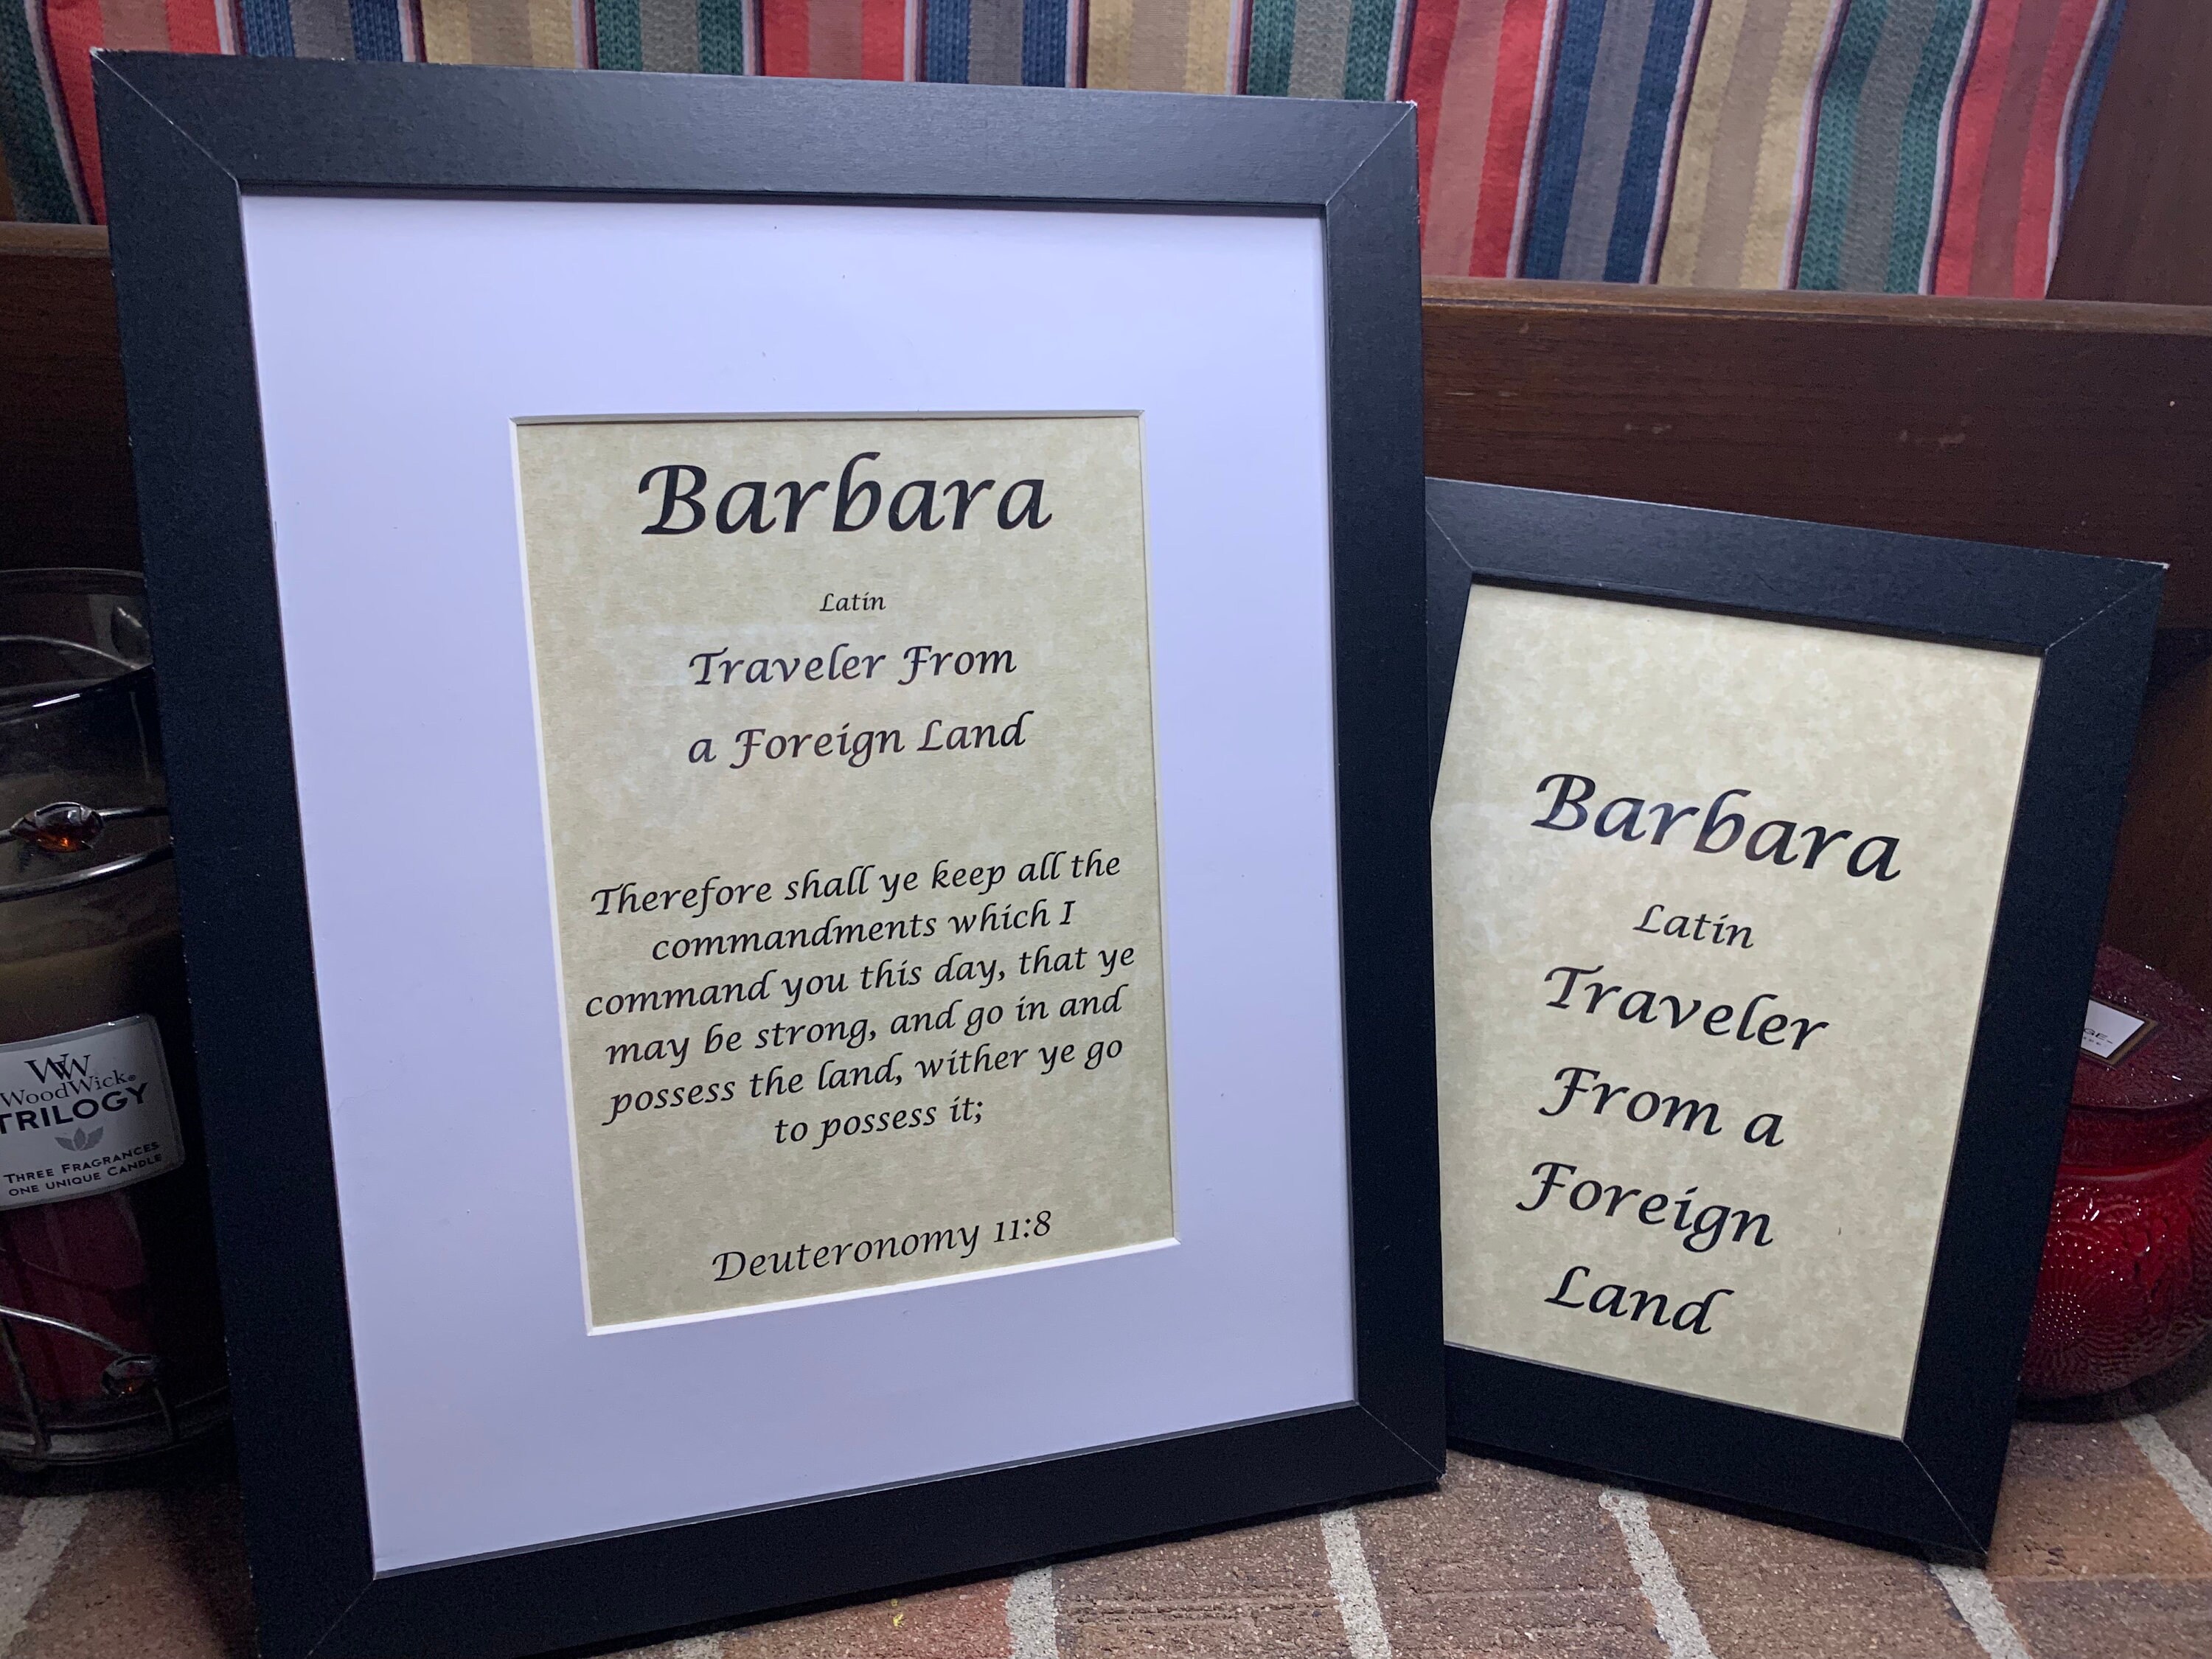 Barbara
Latin
Traveler From
a Foreign Land
Therefore shall ye keep all the
commandments which I
command you this day, that ye
may be strong, and go in and
possess the land, wither ye go
to possess it;
Deuteronomy 11:8
Barbara
Latin
Traveler
From a
Foreign
Land
WW
WoodWick®
TRILOGY
THREE FRAGRANCES
ONE UNIQUE CANDLE